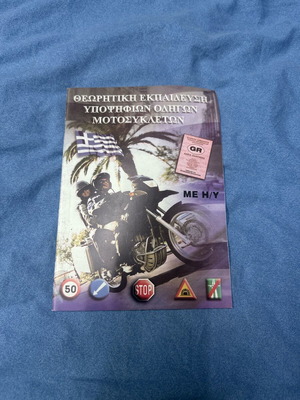 ΘΕΩΡΗΤΙΚΗ ΕΚΠΑΙΔΕΥΣΗ
ΥΠΟΨΗΦΙΩΝ ΟΔΗΓΩΝ
ΜΟΤΟΣΥΚΛΕΤΩΝ
GR
ΜΕ Η/Υ
50
STOP